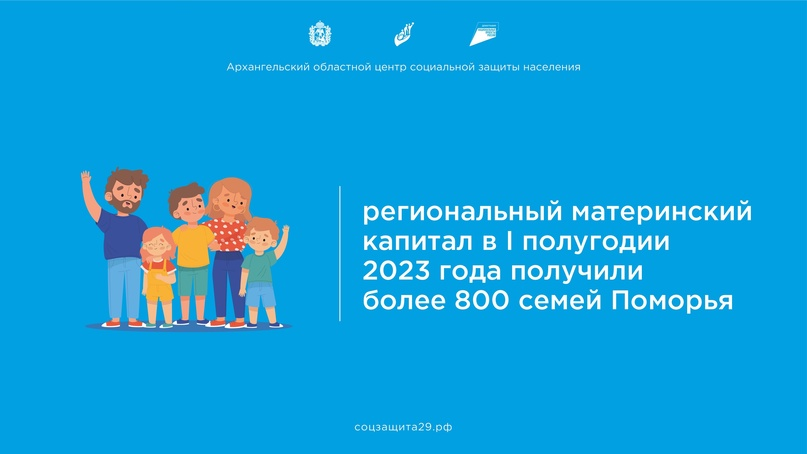 Архангельский областной центр социальной защиты населения
региональный материнский
капитал в I полугодии
2023 года получили
более 800 семей Поморья
соцзащита29.рф